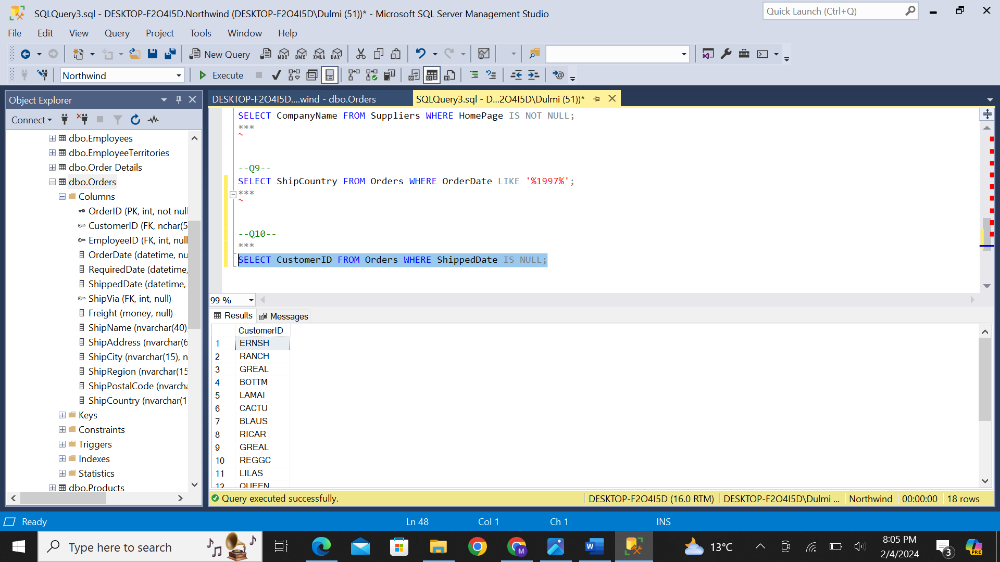 SQLQuery3.sql - DESKTOP-F2O4I5D.Northwind (DESKTOP-F2O4I5D\Dulmi (51))* - Microsoft SQL Server Management Studio
Quick Launch (Ctrl+Q)
File Edit View Query Project Tools Window Help
New Query
MDX DMX XMLA DAX
Northwind
Execute
Object Explorer
Connect
dbo.Employees
dbo.EmployeeTerritories
dbo.Order Details
dbo.Orders
Columns
OrderID (PK, int, not null
CustomerID (FK, nchar(5
EmployeeID (FK, int, null
OrderDate (datetime, nu
RequiredDate (datetime,
ShippedDate (datetime,
ShipVia (FK, int, null)
Freight (money, null)
ShipName (nvarchar(40)
ShipAddress (nvarchar(6
ShipCity (nvarchar(15), n
ShipRegion (nvarchar(15
ShipPostalCode (nvarcha
ShipCountry (nvarchar(1
Keys
Constraints
Triggers
Indexes
Statistics
dbo.Products
DESKTOP-F2O4I5D....wind - dbo.Orders
SQLQuery3.sql - D...2O4I5D\Dulmi (51))*
SELECT CompanyName FROM Suppliers WHERE HomePage IS NOT NULL;
***
--Q9--
SELECT ShipCountry FROM Orders WHERE OrderDate LIKE '%1997%';
***
--Q10--
***
SELECT CustomerID FROM Orders WHERE ShippedDate IS NULL;
99 %
Results Messages
CustomerID
1 ERNSH
2 RANCH
3 GREAL
4 BOTTM
5 LAMAI
6 CACTU
7 BLAUS
8 RICAR
9 GREAL
10 REGGC
11 LILAS
12 QUEEN
Query executed successfully.
DESKTOP-F2O4I5D (16.0 RTM) DESKTOP-F2O4I5D\Dulmi ... Northwind 00:00:00 18 rows
Ready Ln 48 Col 1 Ch 1 INS
Type here to search
M
W
13°C
8:05 PM
2/4/2024
3
PRE